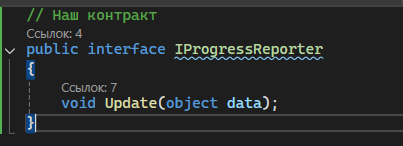 // Наш контракт
Ссылок: 4
public interface IProgressReporter
{
Ссылок: 7
void Update(object data);
}